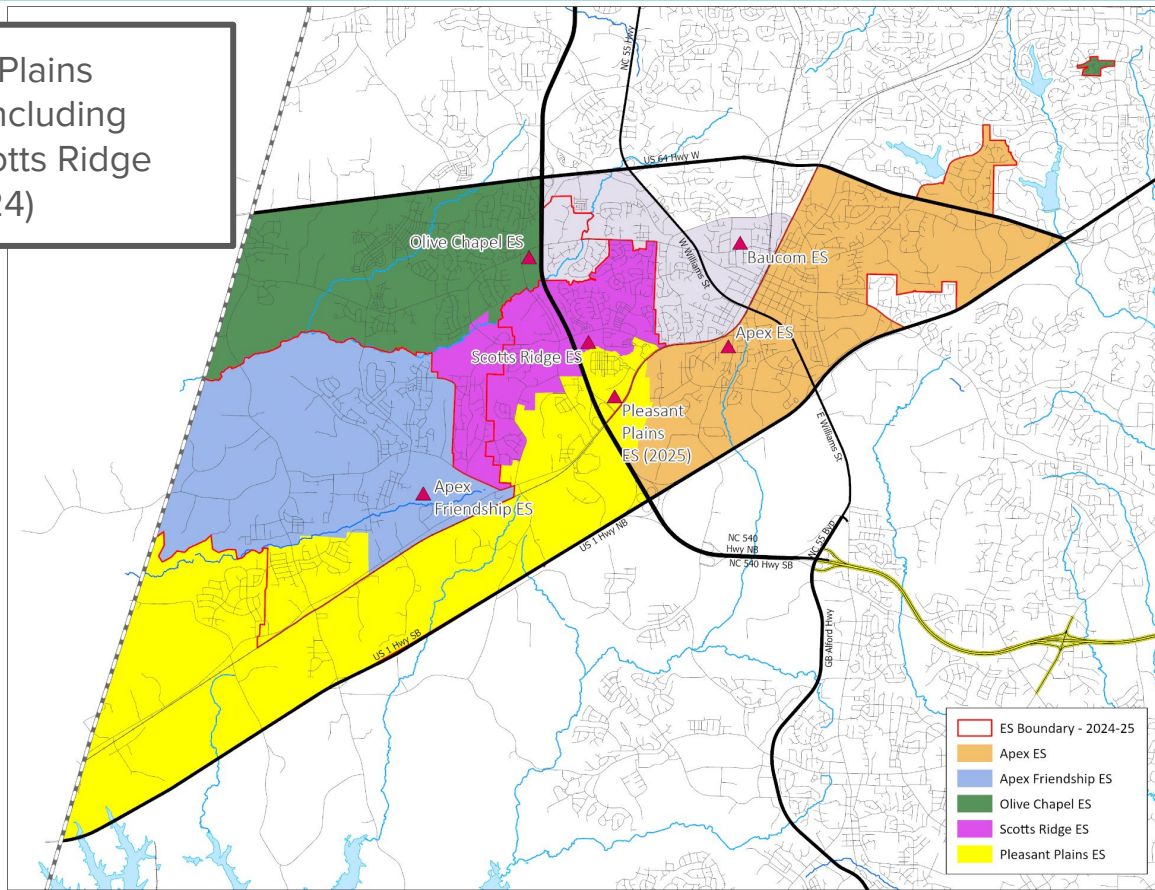 Plains
ncluding
otts Ridge
24)
NC 55 Hwy
US 64 Hwy W
Olive Chapel ES
W Williams St
Baucom ES
Apex ES
Scotts Ridge ES
Pleasant
Plains
ES (2025)
E Williams St
Apex
Friendship ES
US 1 Hwy NB
NC 540
Hwy NB
NC 540 Hwy SB
NC 55 Byp
US 1 Hwy SB
GB Alford Hwy
ES Boundary - 2024-25
Apex ES
Apex Friendship ES
Olive Chapel ES
Scotts Ridge ES
Pleasant Plains ES